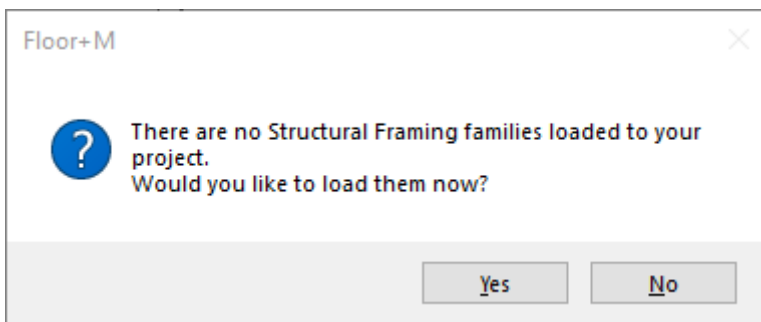 Floor+M
There are no Structural Framing families loaded to your
project.
Would you like to load them now?
Yes
No